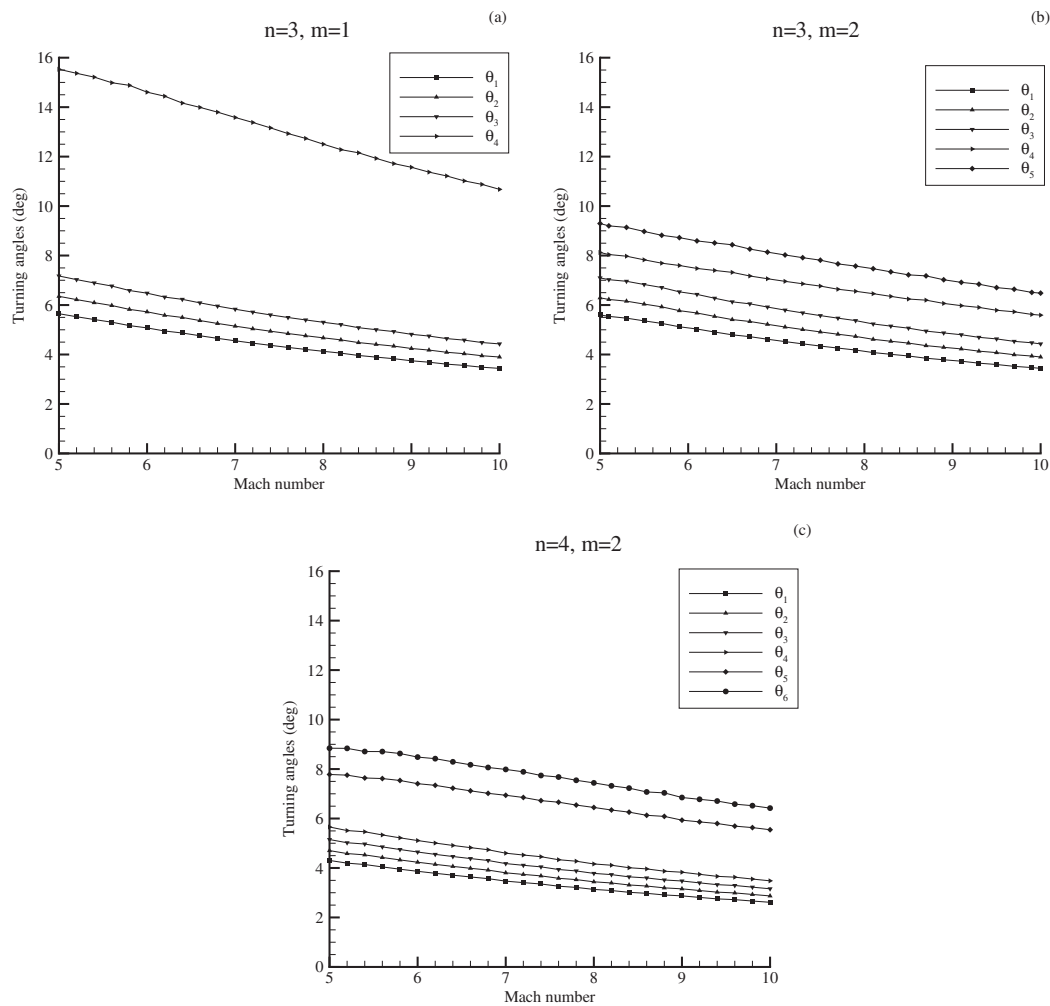 (a)
n=3, m=1
16
14
12
10
8
6
4
2
0
5
6
7
8
9
10
Turning angles (deg)
Mach number
θ1
θ2
θ3
θ4
(b)
n=3, m=2
16
14
12
10
8
6
4
2
0
5
6
7
8
9
10
Turning angles (deg)
Mach number
θ1
θ2
θ3
θ4
θ5
(c)
n=4, m=2
16
14
12
10
8
6
4
2
0
5
6
7
8
9
10
Turning angles (deg)
Mach number
θ1
θ2
θ3
θ4
θ5
θ6